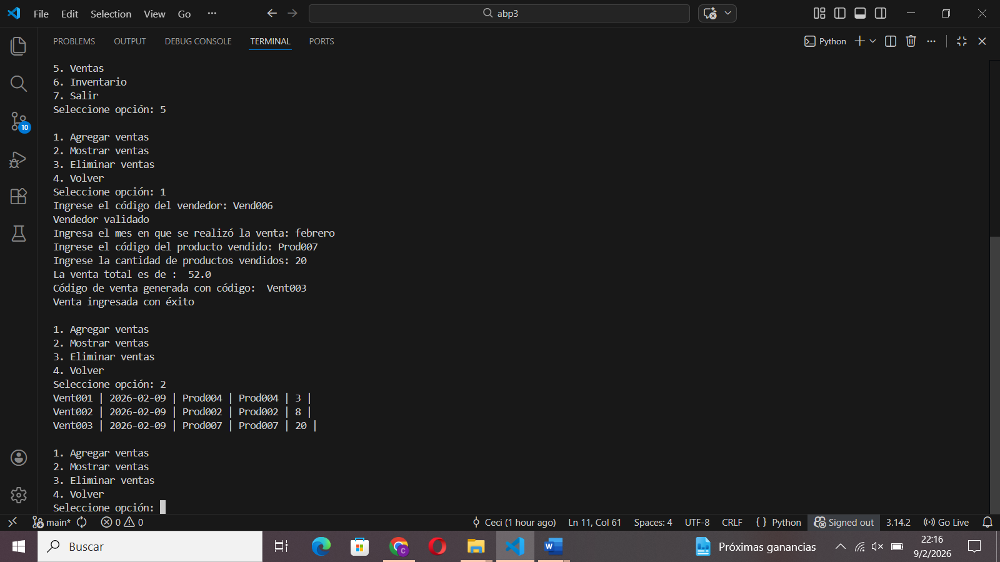 File Edit Selection View Go ···
abp3
PROBLEMS OUTPUT DEBUG CONSOLE TERMINAL PORTS
Python
5. Ventas
6. Inventario
7. Salir
Seleccione opción: 5
1. Agregar ventas
2. Mostrar ventas
3. Eliminar ventas
4. Volver
Seleccione opción: 1
Ingrese el código del vendedor: Vend006
Vendedor validado
Ingresa el mes en que se realizó la venta: febrero
Ingrese el código del producto vendido: Prod007
Ingrese la cantidad de productos vendidos: 20
La venta total es de :  52.0
Código de venta generada con código:  Vent003
Venta ingresada con éxito
1. Agregar ventas
2. Mostrar ventas
3. Eliminar ventas
4. Volver
Seleccione opción: 2
Vent001 | 2026-02-09 | Prod004 | Prod004 | 3 |
Vent002 | 2026-02-09 | Prod002 | Prod002 | 8 |
Vent003 | 2026-02-09 | Prod007 | Prod007 | 20 |
1. Agregar ventas
2. Mostrar ventas
3. Eliminar ventas
4. Volver
Seleccione opción:
10
main* 0 0 Ceci (1 hour ago) Ln 11, Col 61 Spaces: 4 UTF-8 CRLF { } Python Signed out 3.14.2 Go Live
Buscar
Próximas ganancias
22:16
9/2/2026